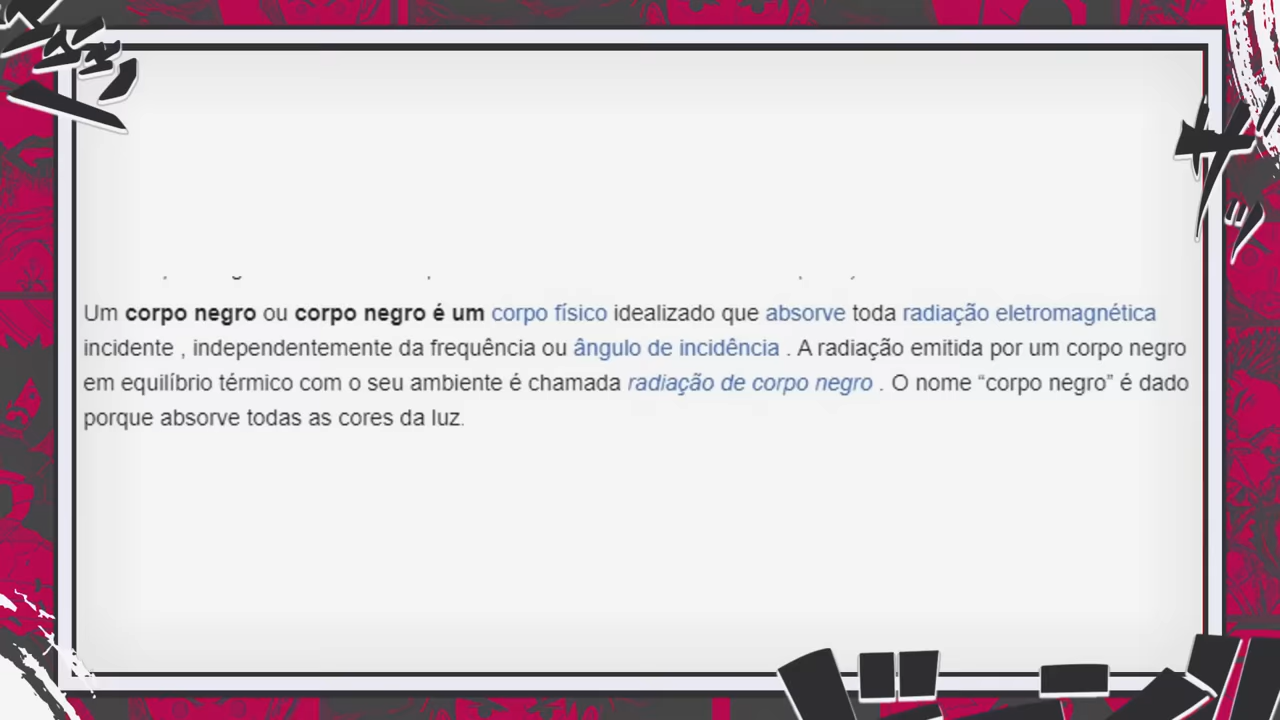 Um corpo negro ou corpo negro é um corpo físico idealizado que absorve toda radiação eletromagnética
incidente , independentemente da frequência ou ângulo de incidência . A radiação emitida por um corpo negro
em equilíbrio térmico com o seu ambiente é chamada radiação de corpo negro . O nome “corpo negro” é dado
porque absorve todas as cores da luz.